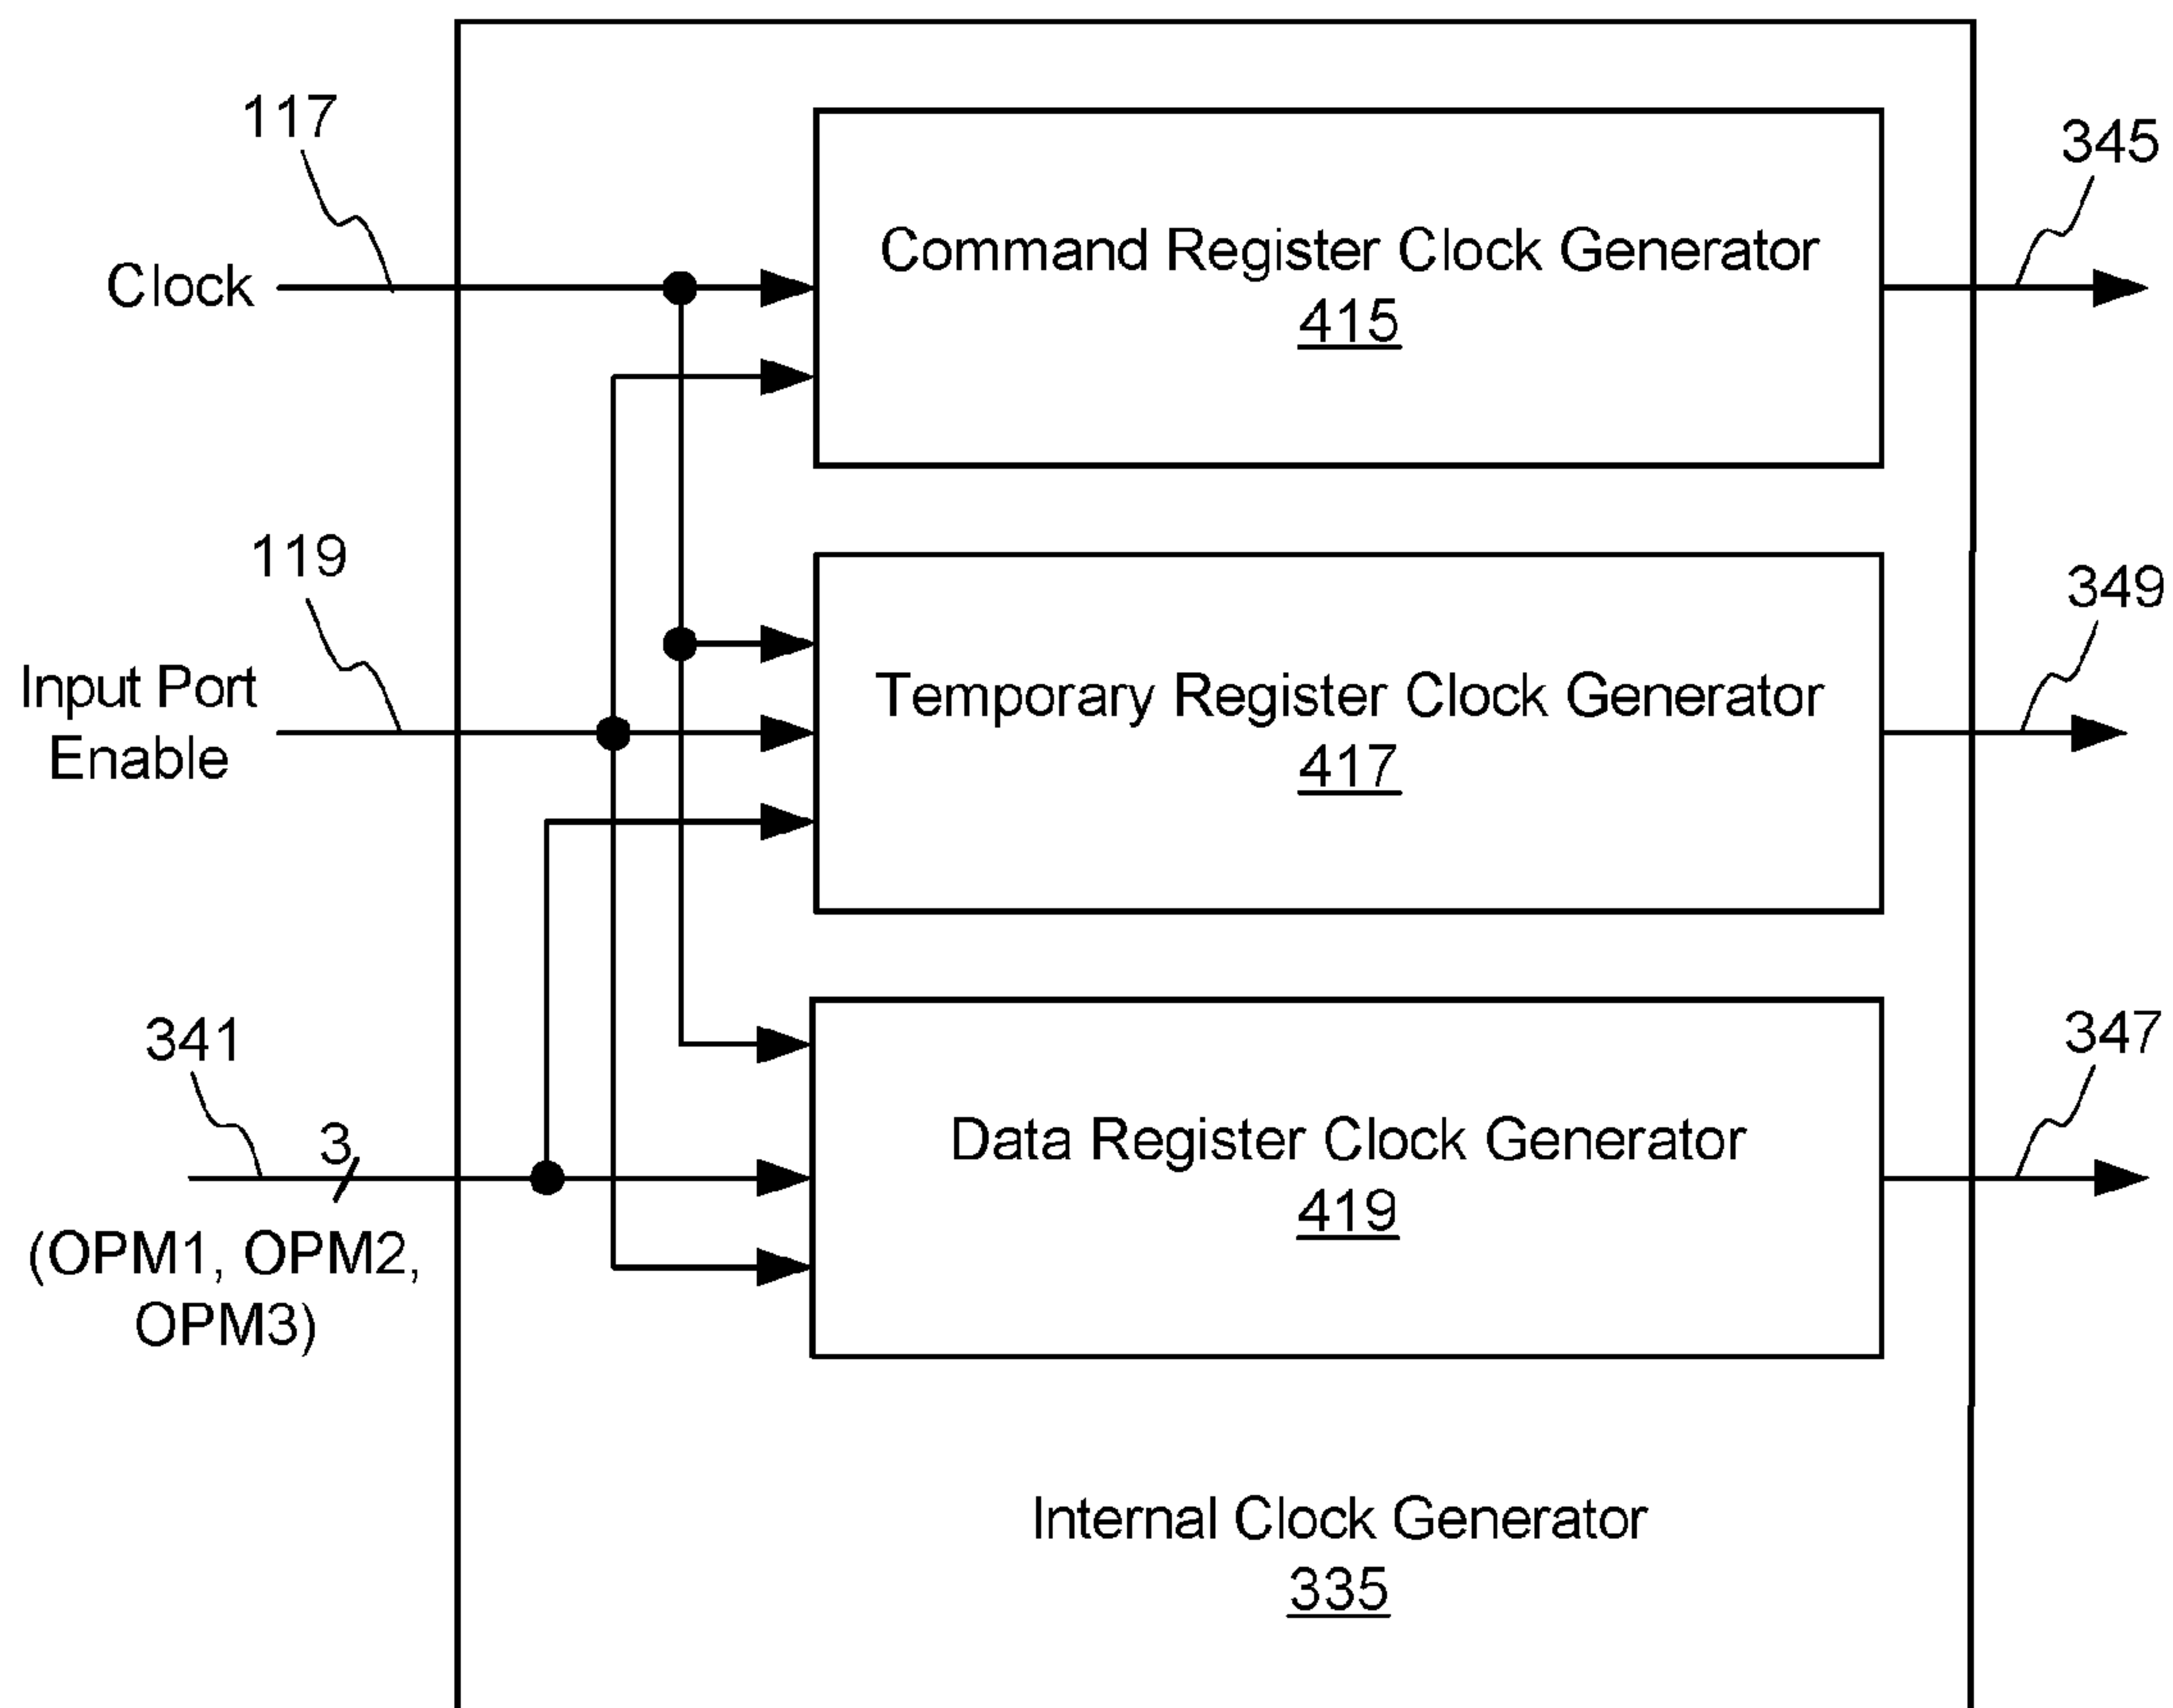 117
345
Clock
Command Register Clock Generator
415
119
349
Input Port
Enable
Temporary Register Clock Generator
417
341
347
3
Data Register Clock Generator
419
(OPM1, OPM2,
OPM3)
Internal Clock Generator
335